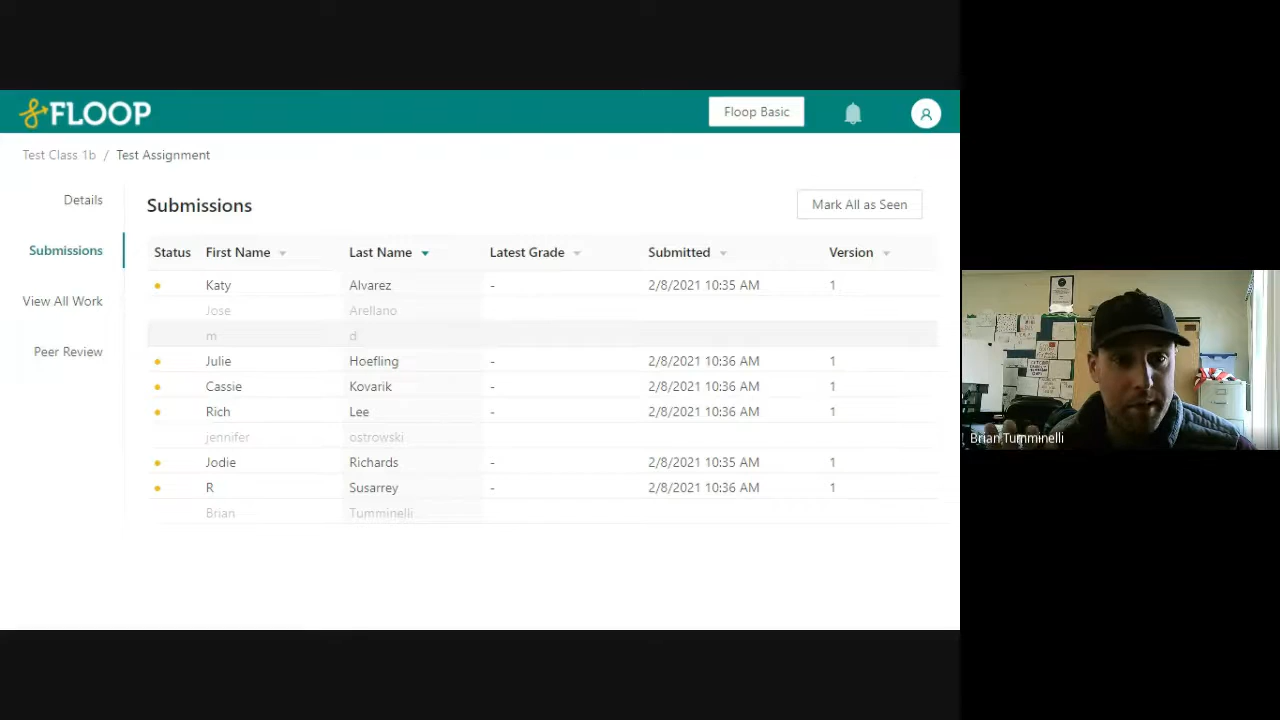 FLOOP
Floop Basic
Test Class 1b / Test Assignment
Details
Submissions
View All Work
Peer Review
Submissions
Mark All as Seen
Status First Name Last Name Latest Grade Submitted Version
Katy Alvarez - 2/8/2021 10:35 AM 1
Jose Arellano
m d
Julie Hoefling - 2/8/2021 10:36 AM 1
Cassie Kovarik - 2/8/2021 10:36 AM 1
Rich Lee - 2/8/2021 10:36 AM 1
jennifer ostrowski
Jodie Richards - 2/8/2021 10:35 AM 1
R Susarrey - 2/8/2021 10:36 AM 1
Brian Tumminelli
Brian Tumminelli